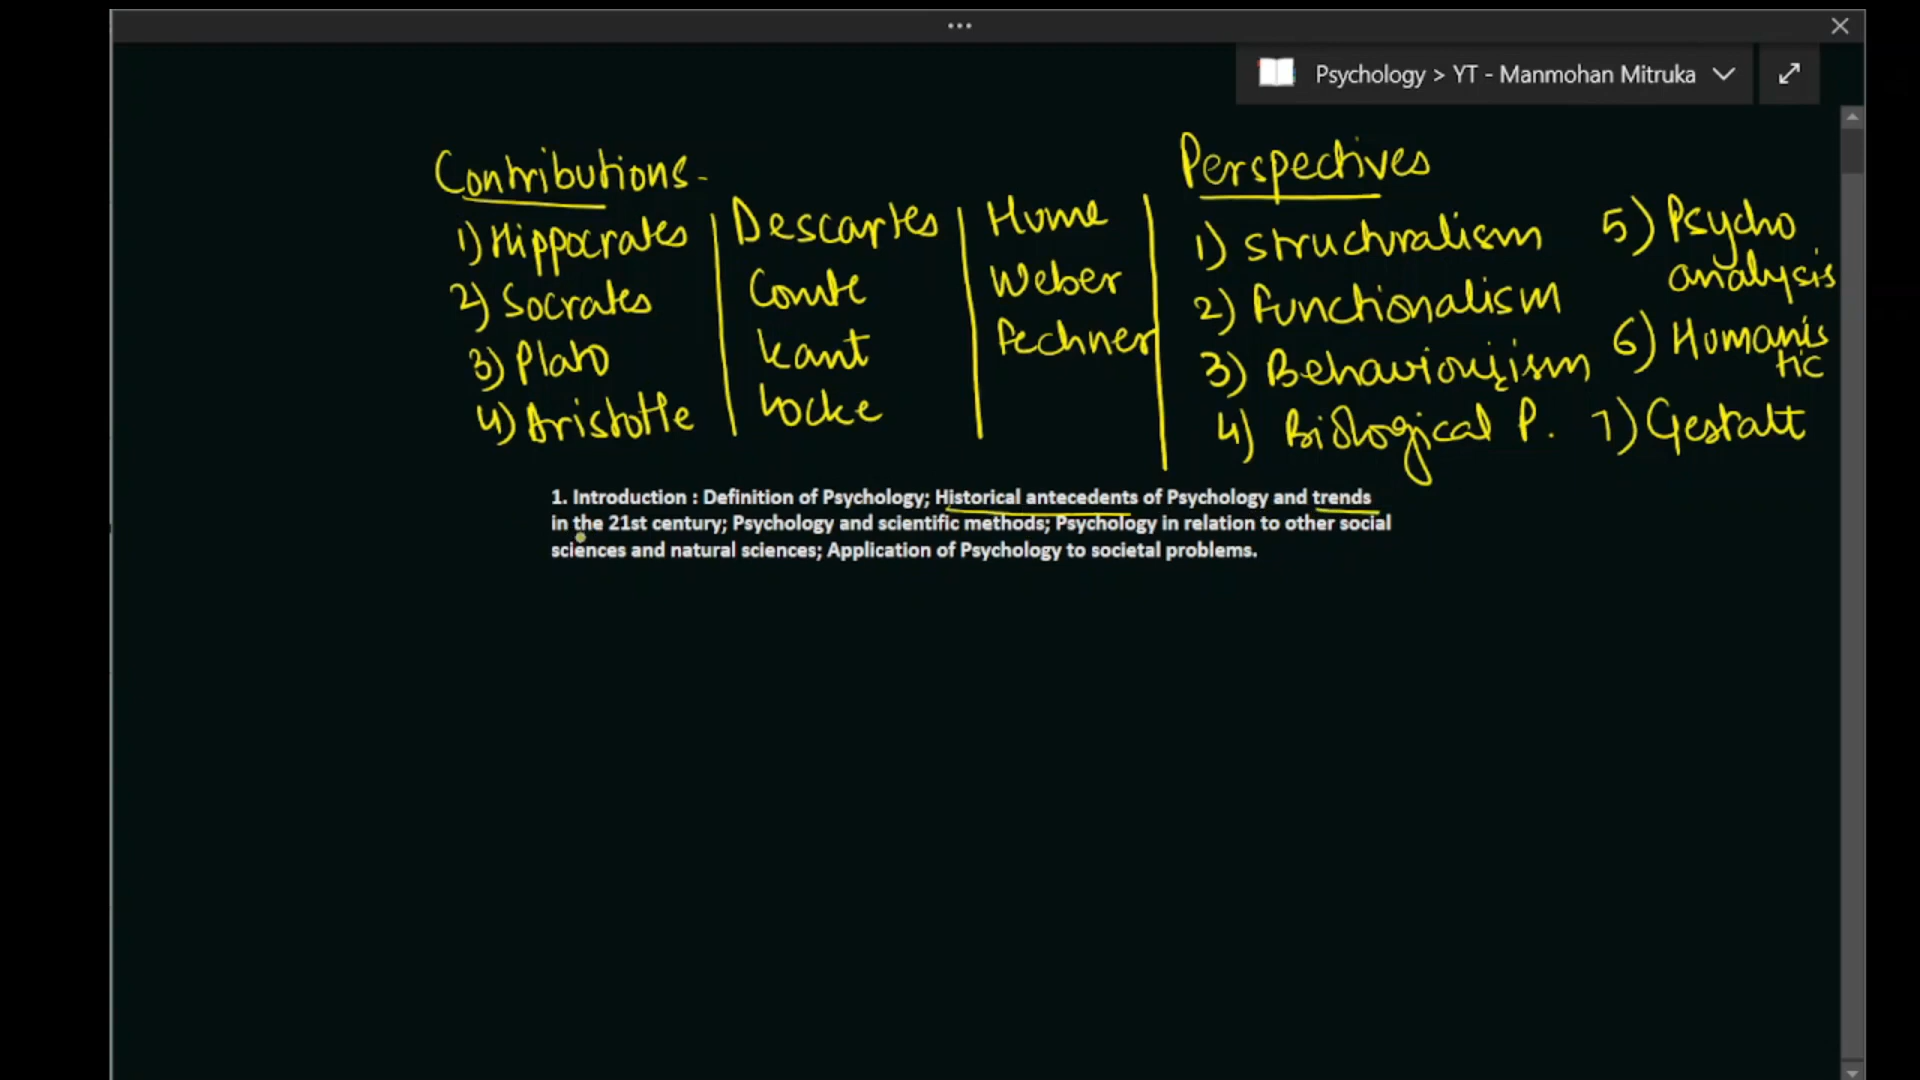 Psychology > YT - Manmohan Mitruka
Contributions -
1) Hippocrates
2) Socrates
3) Plato
4) Aristotle
Descartes
Comte
Kant
Locke
Hume
Weber
Fechner
Perspectives
1) Structuralism
2) Functionalism
3) Behaviourism
4) Biological P.
5) Psycho
analysis
6) Humanis
tic
7) Gestalt
1. Introduction : Definition of Psychology; Historical antecedents of Psychology and trends
in the 21st century; Psychology and scientific methods; Psychology in relation to other social
sciences and natural sciences; Application of Psychology to societal problems.